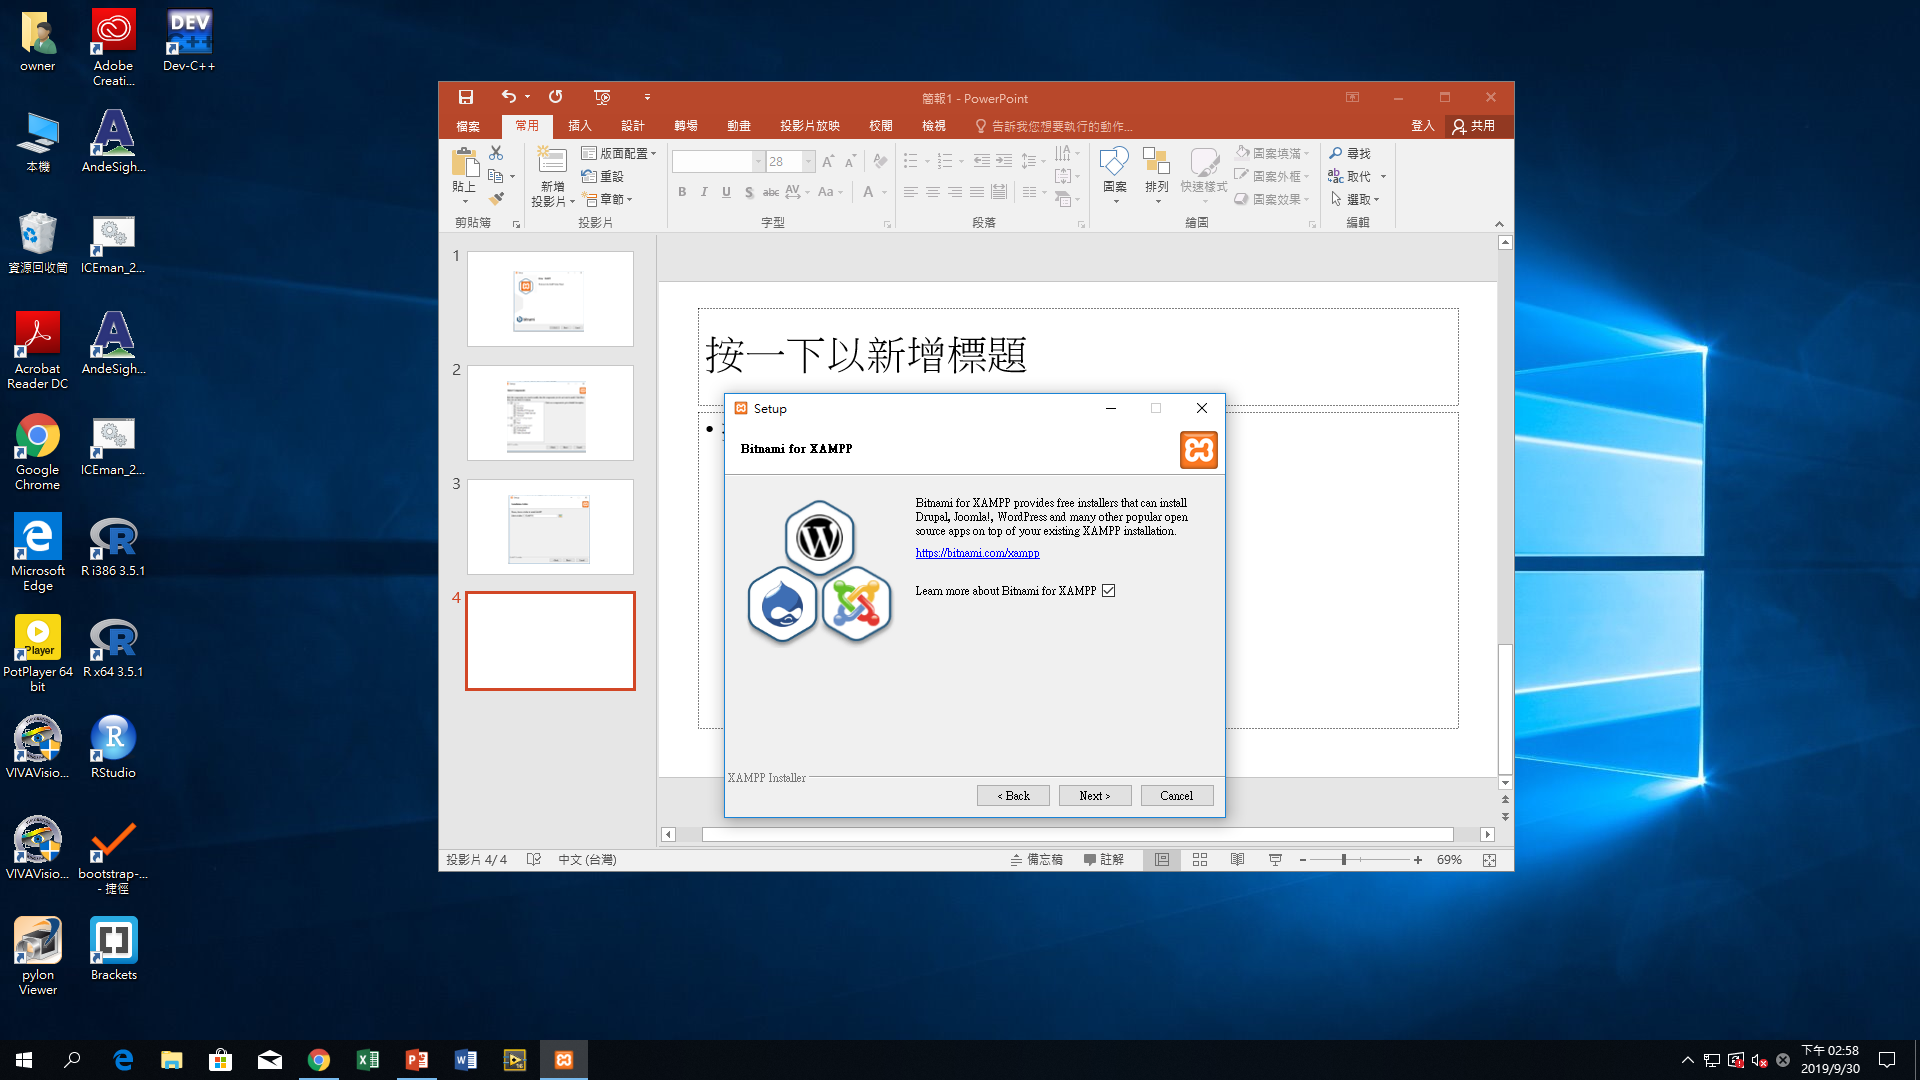 owner
Adobe
Creati...
Dev-C++
本機
AndeSigh...
資源回收筒
ICEman_2...
Acrobat
Reader DC
AndeSigh...
Google
Chrome
ICEman_2...
Microsoft
Edge
R i386 3.5.1
PotPlayer 64
bit
R x64 3.5.1
VIVAVisio...
RStudio
VIVAVisio...
bootstrap-...
- 捷徑
pylon
Viewer
Brackets
簡報1 - PowerPoint
檔案 常用 插入 設計 轉場 動畫 投影片放映 校閱 檢視 告訴我您想要執行的動作... 登入 共用
貼上
剪貼簿
新增
投影片
版面配置
重設
章節
投影片
28
B I U S abc AV Aa A
字型
段落
圖案
排列
快速樣式
圖案填滿
圖案外框
圖案效果
繪圖
尋找
取代
選取
編輯
1
2
3
4
按一下以新增標題
Setup
Bitnami for XAMPP
Bitnami for XAMPP provides free installers that can install
Drupal, Joomla!, WordPress and many other popular open
source apps on top of your existing XAMPP installation.
https://bitnami.com/xampp
Learn more about Bitnami for XAMPP
XAMPP Installer
< Back Next > Cancel
投影片 4/4 中文 (台灣) 備忘稿 註解 69%
下午 02:58
2019/9/30